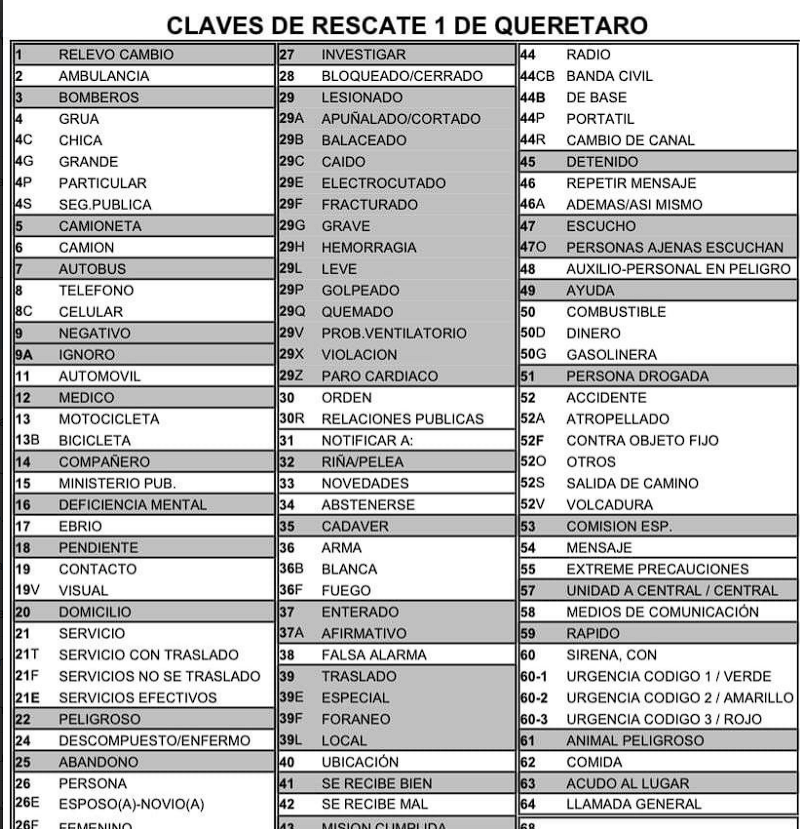 CLAVES DE RESCATE 1 DE QUERETARO
1 RELEVO CAMBIO
2 AMBULANCIA
3 BOMBEROS
4 GRUA
4C CHICA
4G GRANDE
4P PARTICULAR
4S SEG.PUBLICA
5 CAMIONETA
6 CAMION
7 AUTOBUS
8 TELEFONO
8C CELULAR
9 NEGATIVO
9A IGNORO
11 AUTOMOVIL
12 MEDICO
13 MOTOCICLETA
13B BICICLETA
14 COMPAÑERO
15 MINISTERIO PUB.
16 DEFICIENCIA MENTAL
17 EBRIO
18 PENDIENTE
19 CONTACTO
19V VISUAL
20 DOMICILIO
21 SERVICIO
21T SERVICIO CON TRASLADO
21F SERVICIOS NO SE TRASLADO
21E SERVICIOS EFECTIVOS
22 PELIGROSO
24 DESCOMPUESTO/ENFERMO
25 ABANDONO
26 PERSONA
26E ESPOSO(A)-NOVIO(A)
26F FEMENINO
27 INVESTIGAR
28 BLOQUEADO/CERRADO
29 LESIONADO
29A APUÑALADO/CORTADO
29B BALACEADO
29C CAIDO
29E ELECTROCUTADO
29F FRACTURADO
29G GRAVE
29H HEMORRAGIA
29L LEVE
29P GOLPEADO
29Q QUEMADO
29V PROB.VENTILATORIO
29X VIOLACION
29Z PARO CARDIACO
30 ORDEN
30R RELACIONES PUBLICAS
31 NOTIFICAR A:
32 RIÑA/PELEA
33 NOVEDADES
34 ABSTENERSE
35 CADAVER
36 ARMA
36B BLANCA
36F FUEGO
37 ENTERADO
37A AFIRMATIVO
38 FALSA ALARMA
39 TRASLADO
39E ESPECIAL
39F FORANEO
39L LOCAL
40 UBICACIÓN
41 SE RECIBE BIEN
42 SE RECIBE MAL
43 MISION CUMPLIDA
44 RADIO
44CB BANDA CIVIL
44B DE BASE
44P PORTATIL
44R CAMBIO DE CANAL
45 DETENIDO
46 REPETIR MENSAJE
46A ADEMAS/ASI MISMO
47 ESCUCHO
47O PERSONAS AJENAS ESCUCHAN
48 AUXILIO-PERSONAL EN PELIGRO
49 AYUDA
50 COMBUSTIBLE
50D DINERO
50G GASOLINERA
51 PERSONA DROGADA
52 ACCIDENTE
52A ATROPELLADO
52F CONTRA OBJETO FIJO
52O OTROS
52S SALIDA DE CAMINO
52V VOLCADURA
53 COMISION ESP.
54 MENSAJE
55 EXTREME PRECAUCIONES
57 UNIDAD A CENTRAL / CENTRAL
58 MEDIOS DE COMUNICACIÓN
59 RAPIDO
60 SIRENA, CON
60-1 URGENCIA CODIGO 1 / VERDE
60-2 URGENCIA CODIGO 2 / AMARILLO
60-3 URGENCIA CODIGO 3 / ROJO
61 ANIMAL PELIGROSO
62 COMIDA
63 ACUDO AL LUGAR
64 LLAMADA GENERAL
68